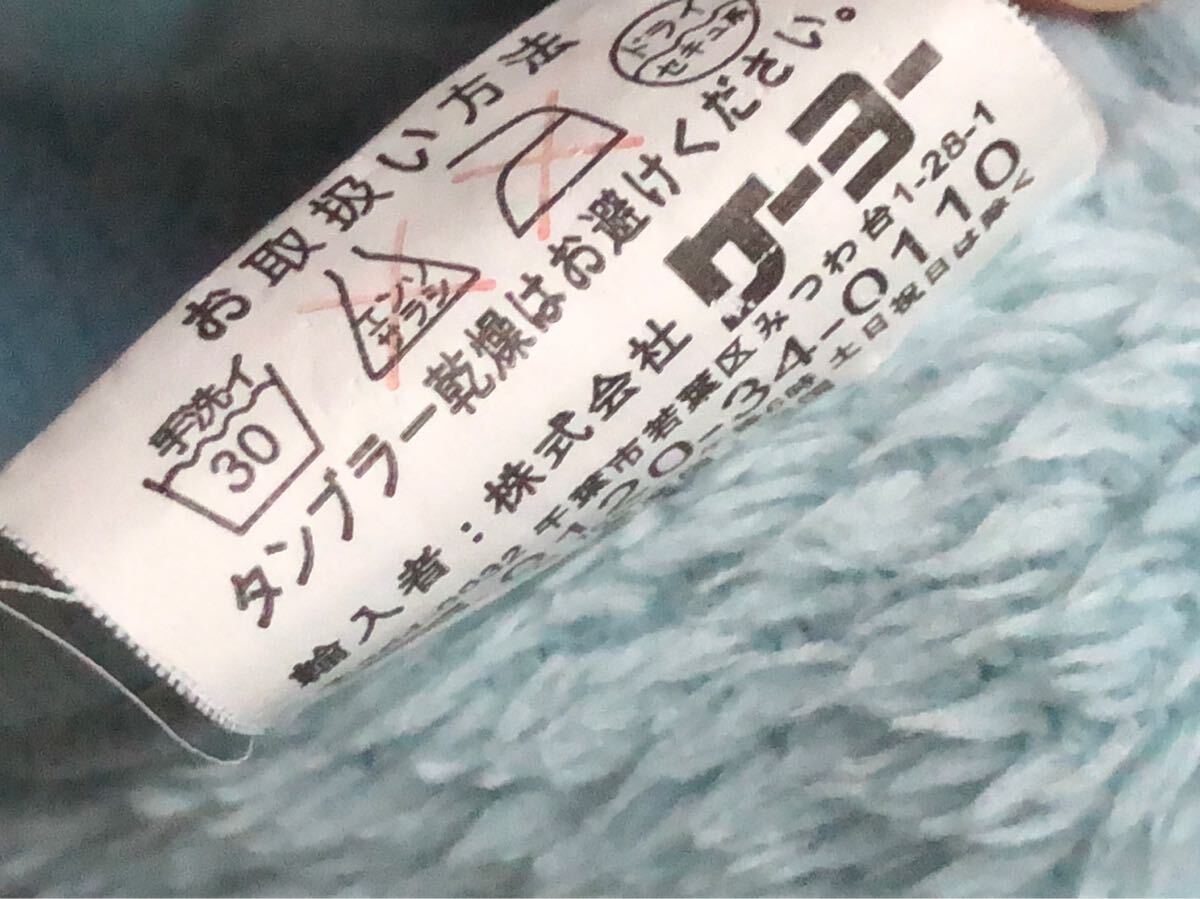 お取扱い方法
手洗イ
30
エンソ
サラシ
ドライ
セキユ系
タンブラー乾燥はお避けください。
輸入者：株式会社 ケーヨー
千葉市若葉区みつわ台1-28-1
0120-34-0110
土日祝日は除く